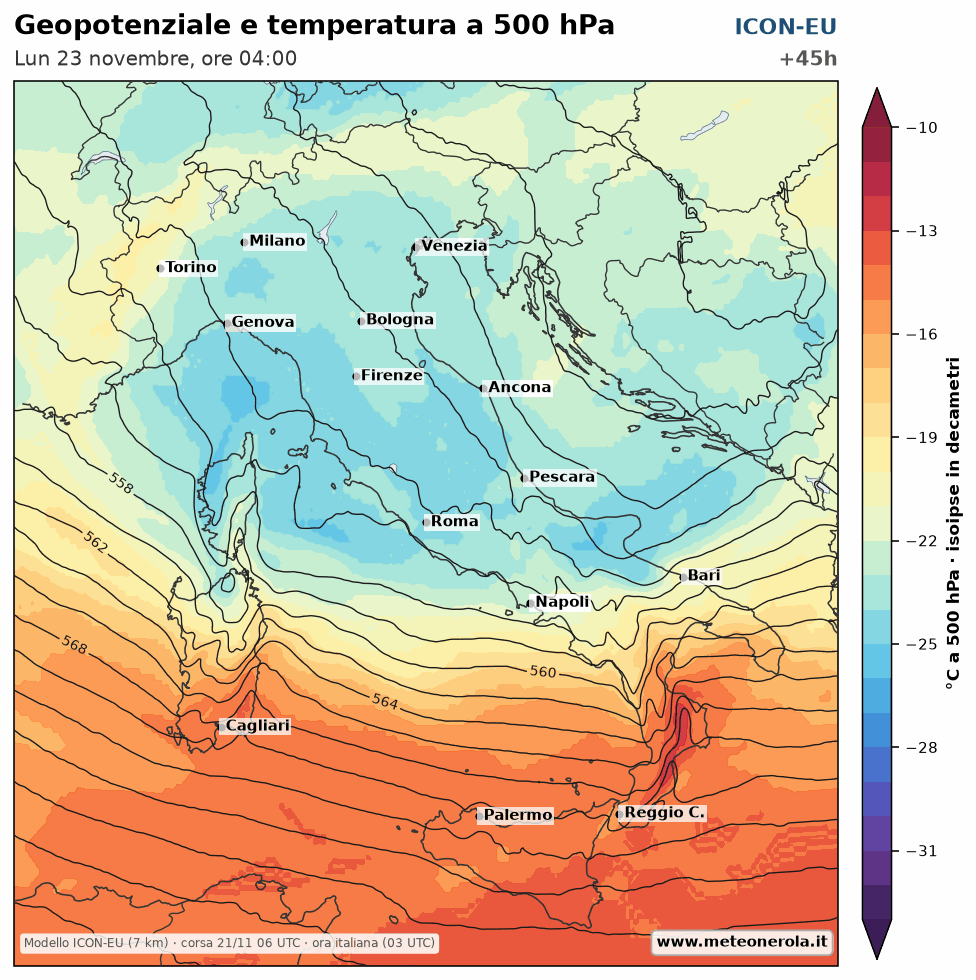 Geopotenziale e temperatura a 500 hPa
ICON-EU
Lun 23 novembre, ore 04:00
+45h
−10
−13
−16
−19
−22
−25
−28
−31
°C a 500 hPa · isoipse in decametri
Milano
Venezia
Torino
Genova
Bologna
Firenze
Ancona
Pescara
558
Roma
562
Bari
Napoli
568
560
564
Cagliari
Palermo
Reggio C.
Modello ICON-EU (7 km) · corsa 21/11 06 UTC · ora italiana (03 UTC)
www.meteonerola.it